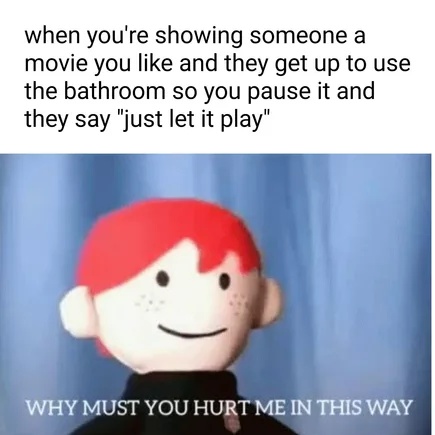 when you're showing someone a
movie you like and they get up to use
the bathroom so you pause it and
they say "just let it play"
WHY MUST YOU HURT ME IN THIS WAY